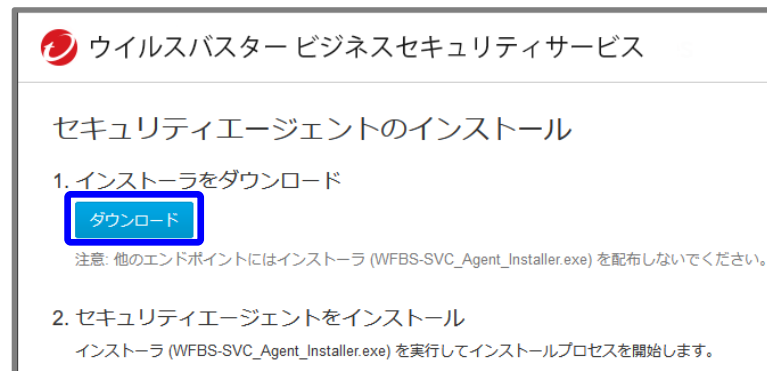 ウイルスバスター ビジネスセキュリティサービス
セキュリティエージェントのインストール
1. インストーラをダウンロード
ダウンロード
注意: 他のエンドポイントにはインストーラ (WFBS-SVC_Agent_Installer.exe) を配布しないでください。
2. セキュリティエージェントをインストール
インストーラ (WFBS-SVC_Agent_Installer.exe) を実行してインストールプロセスを開始します。